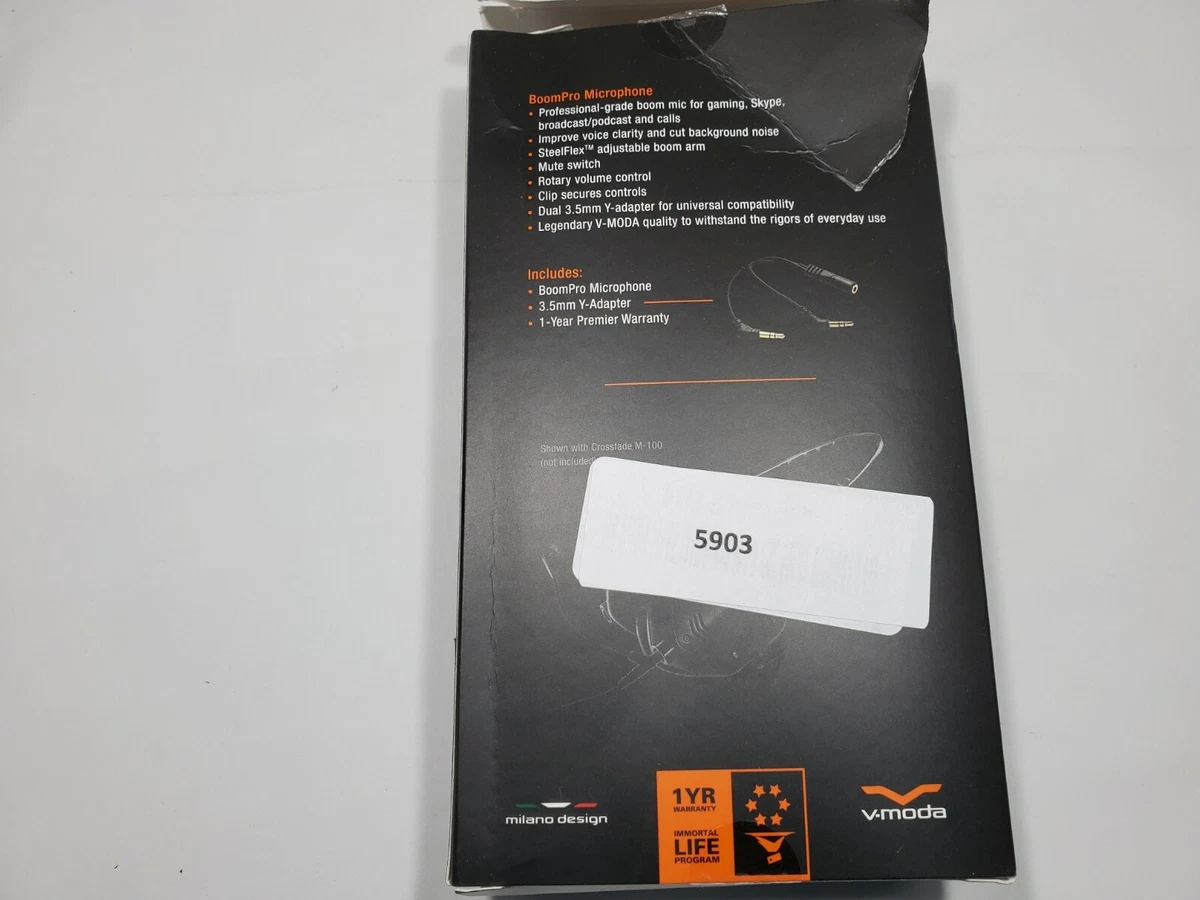 BoomPro Microphone
• Professional-grade boom mic for gaming, Skype,
broadcast/podcast and calls
• Improve voice clarity and cut background noise
• SteelFlex™ adjustable boom arm
• Mute switch
• Rotary volume control
• Clip secures controls
• Dual 3.5mm Y-adapter for universal compatibility
• Legendary V-MODA quality to withstand the rigors of everyday use
Includes:
• BoomPro Microphone
• 3.5mm Y-Adapter
• 1-Year Premier Warranty
Shown with Crossfade M-100
(not included)
5903
milano design
1YR
WARRANTY
IMMORTAL
LIFE
PROGRAM
v-moda